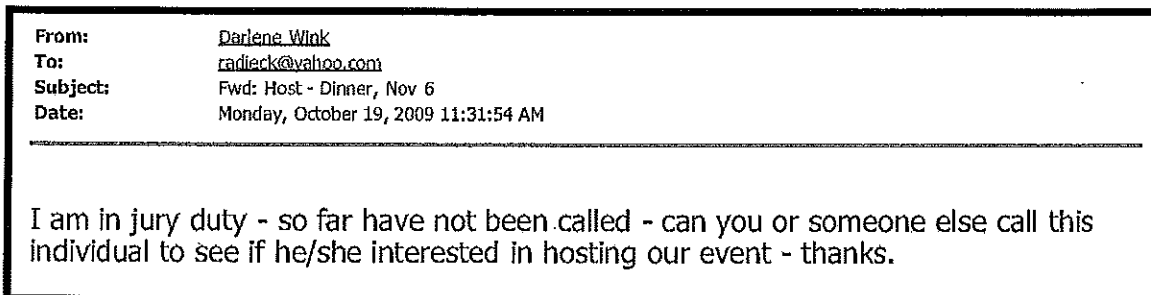 From: Darlene Wink
To: radieck@yahoo.com
Subject: Fwd: Host - Dinner, Nov 6
Date: Monday, October 19, 2009 11:31:54 AM
I am in jury duty - so far have not been called - can you or someone else call this
individual to see if he/she interested in hosting our event - thanks.